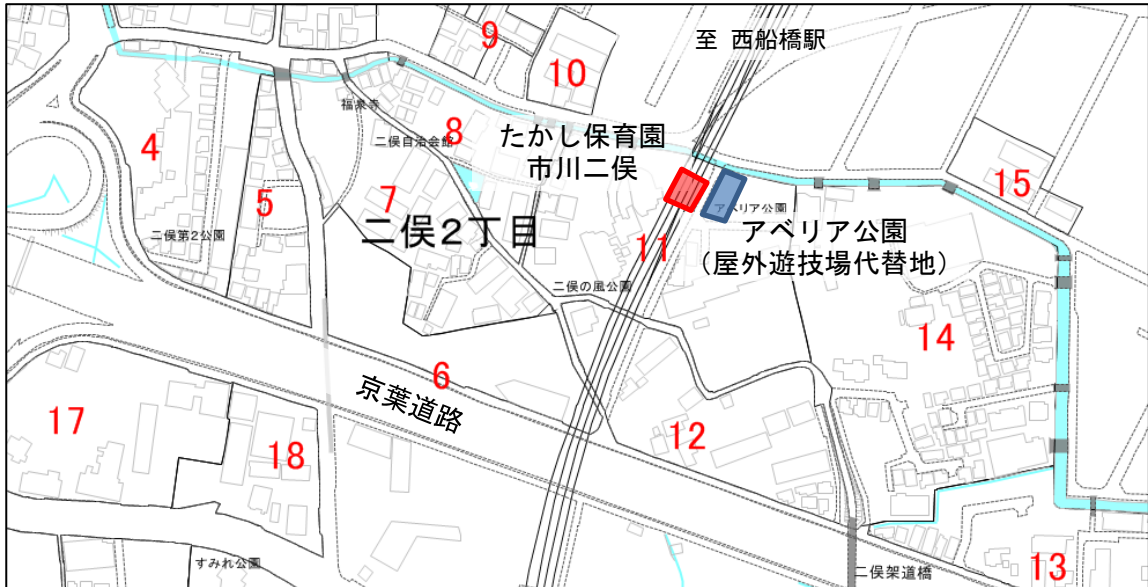 9
至 西船橋駅
10
福泉寺
4
8
二俣自治会館
たかし保育園
市川二俣
15
5
7
アベリア公園
二俣2丁目
アベリア公園
(屋外遊技場代替地)
二俣第2公園
11
二俣の風公園
14
6
京葉道路
17
18
12
すみれ公園
二俣架道橋
13